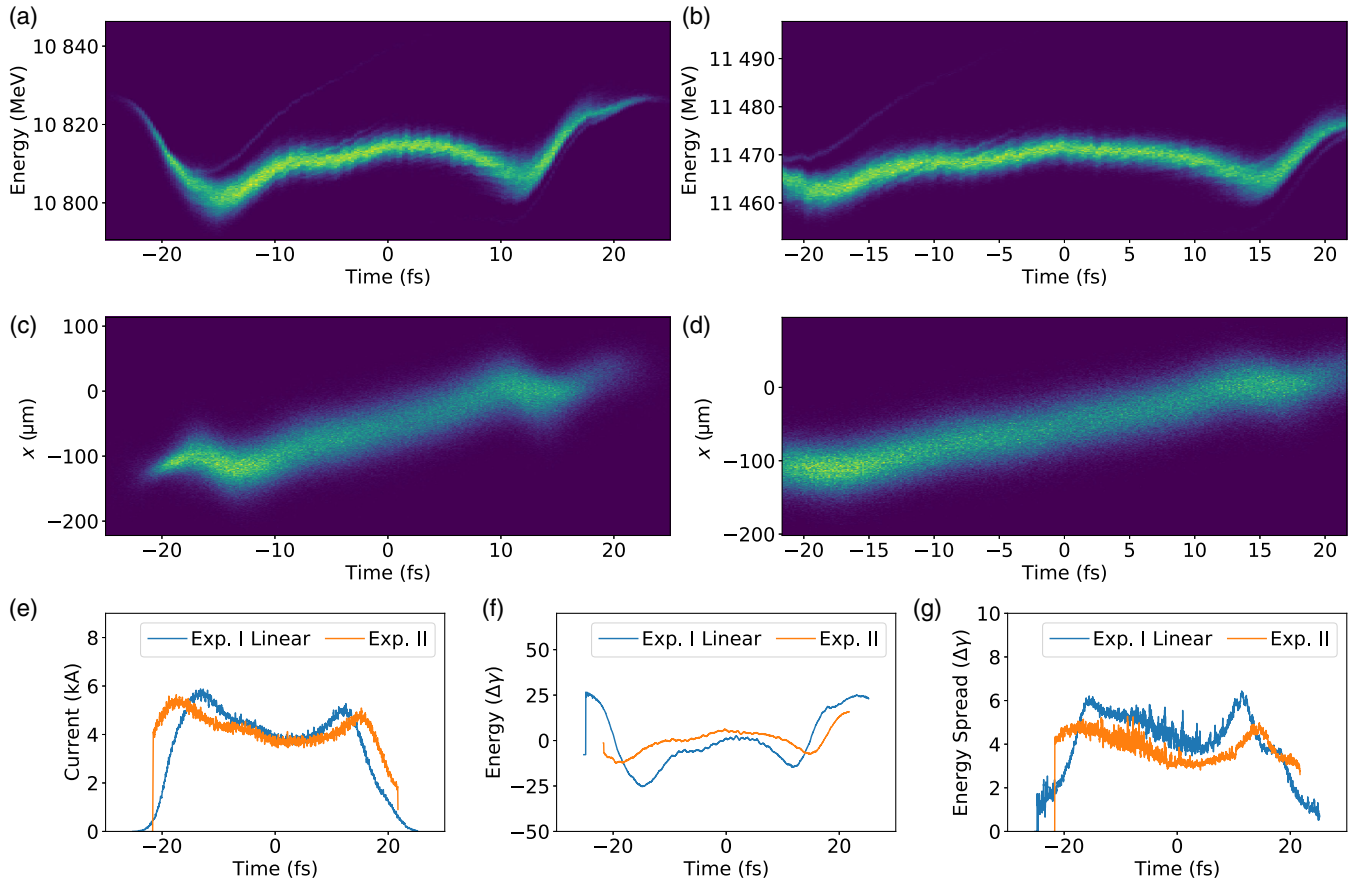 (a)
10 840
10 820
10 800
Energy (MeV)
−20 −10 0 10 20
Time (fs)
(b)
11 490
11 480
11 470
11 460
Energy (MeV)
−20 −15 −10 −5 0 5 10 15 20
Time (fs)
(c)
100
0
−100
−200
x (μm)
−20 −10 0 10 20
Time (fs)
(d)
0
−100
−200
x (μm)
−20 −15 −10 −5 0 5 10 15 20
Time (fs)
(e)
8
6
4
2
0
Current (kA)
Exp. I Linear Exp. II
−20 0 20
Time (fs)
(f)
50
25
0
−25
−50
Energy (Δγ)
Exp. I Linear Exp. II
−20 0 20
Time (fs)
(g)
10
8
6
4
2
0
Energy Spread (Δγ)
Exp. I Linear Exp. II
−20 0 20
Time (fs)